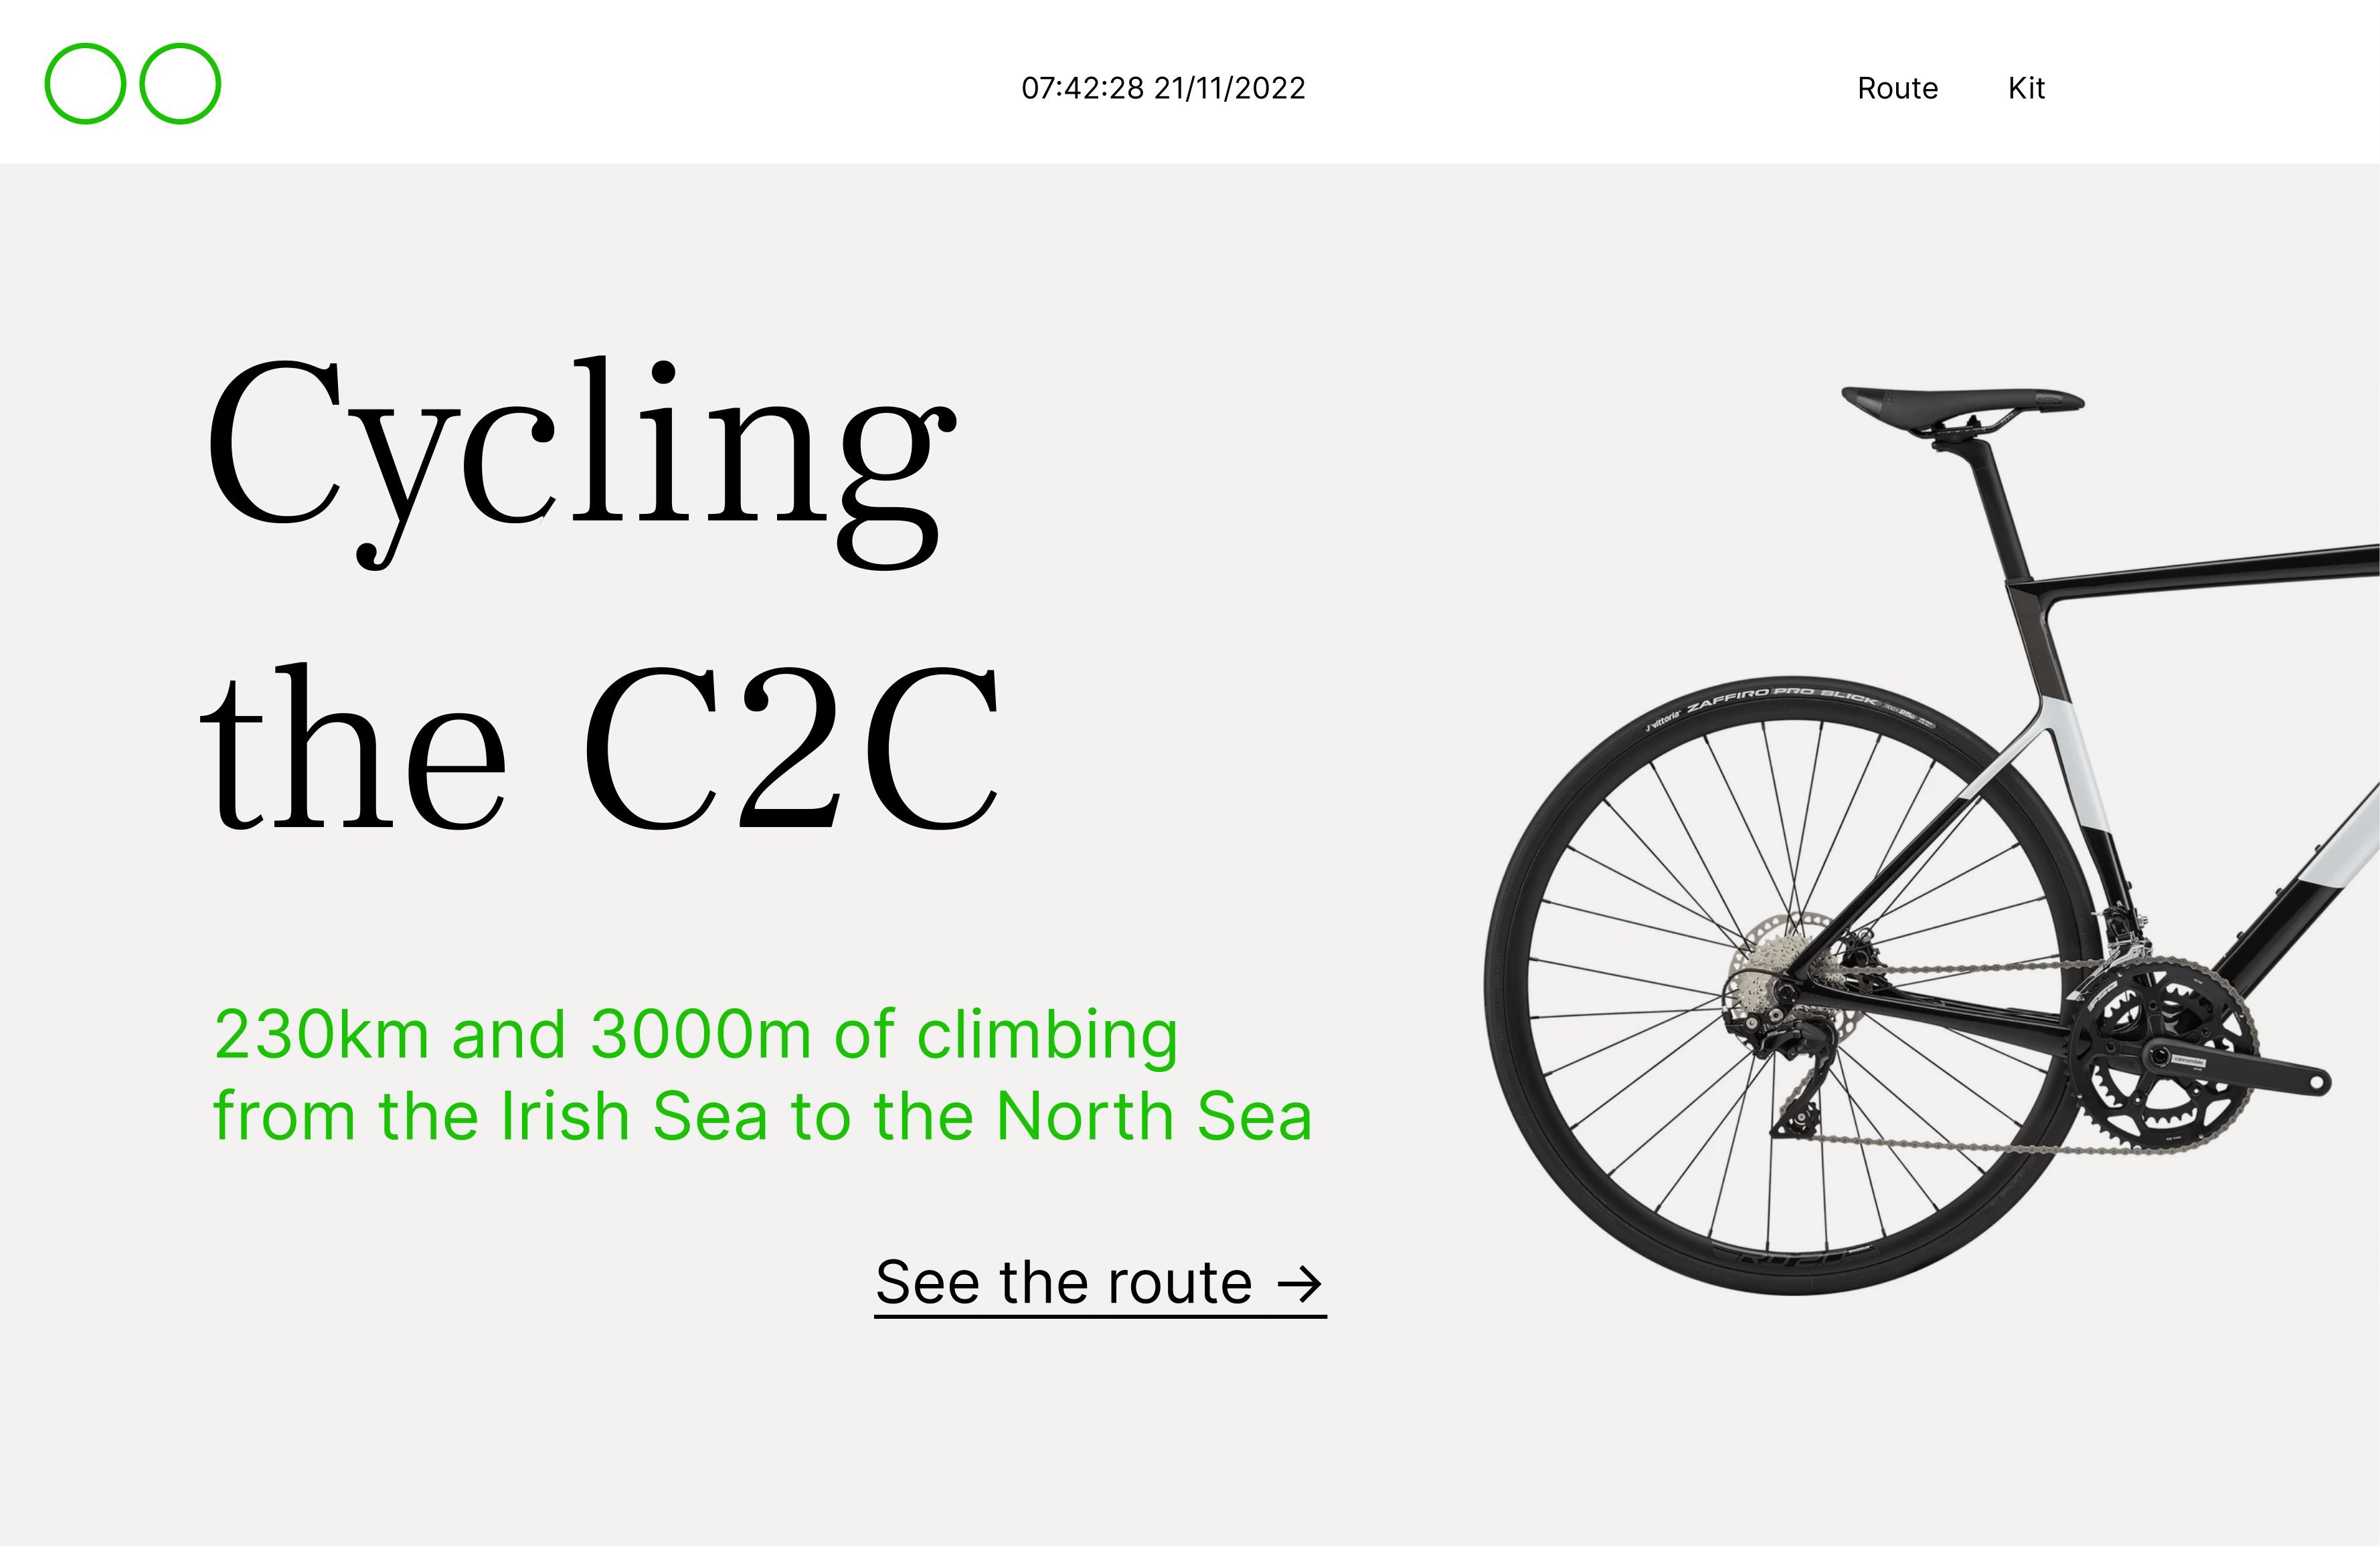 07:42:28 21/11/2022
Route
Kit
Cycling
the C2C
230km and 3000m of climbing
from the Irish Sea to the North Sea
See the route →
vittoria ZAFFIRO PRO SLICK
cannondale